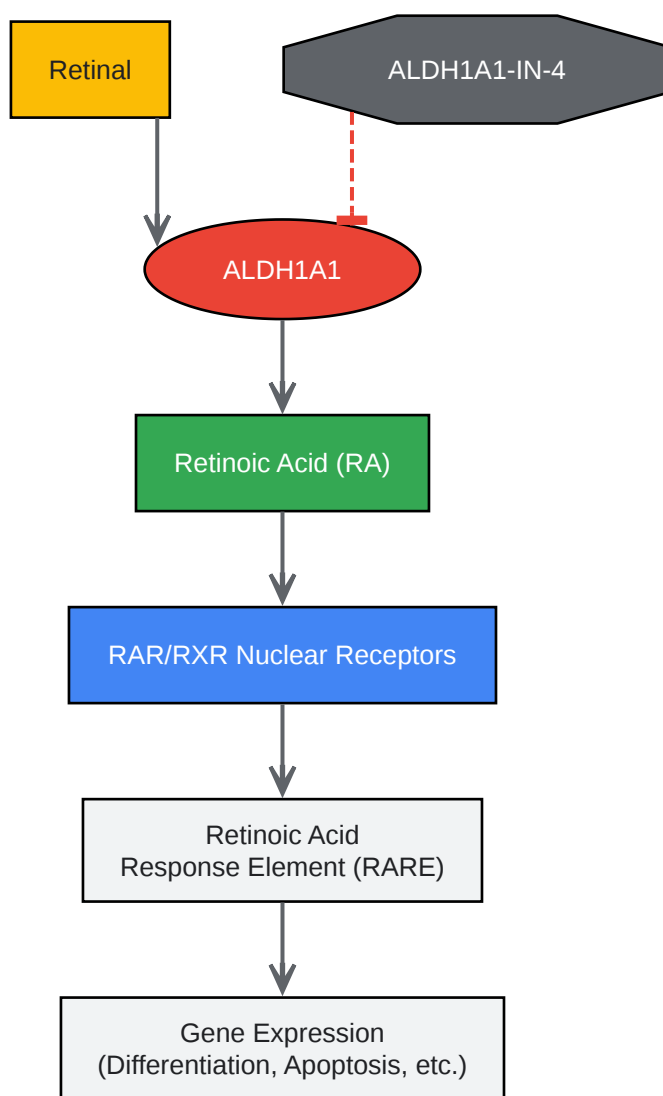 Retinal
ALDH1A1-IN-4
ALDH1A1
Retinoic Acid (RA)
RAR/RXR Nuclear Receptors
Retinoic Acid
Response Element (RARE)
Gene Expression
(Differentiation, Apoptosis, etc.)